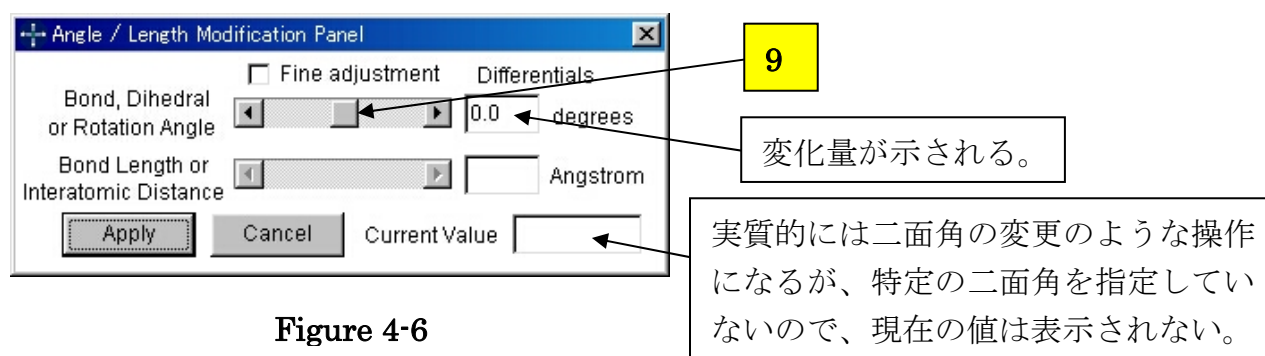 Angle / Length Modification Panel
Fine adjustment
Differentials
Bond, Dihedral
or Rotation Angle
0.0
degrees
Bond Length or
Interatomic Distance
Angstrom
Apply
Cancel
Current Value
9
変化量が示される。
実質的には二面角の変更のような操作
になるが、特定の二面角を指定してい
ないので、現在の値は表示されない。
Figure 4-6